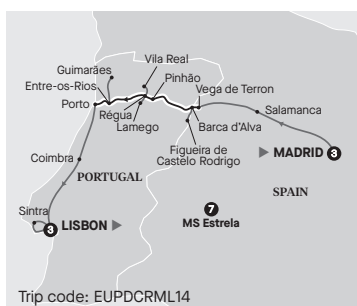 Vila Real
Guimarães
Pinhão
Entre-os-Rios
Vega de Terron
Porto
Régua
Salamanca
Lamego
Barca d'Alva
Figueira de
Castelo Rodrigo
▶ MADRID 3
Coimbra
PORTUGAL
SPAIN
Sintra
7
MS Estrela
3 LISBON ▶
Trip code: EUPDCRML14